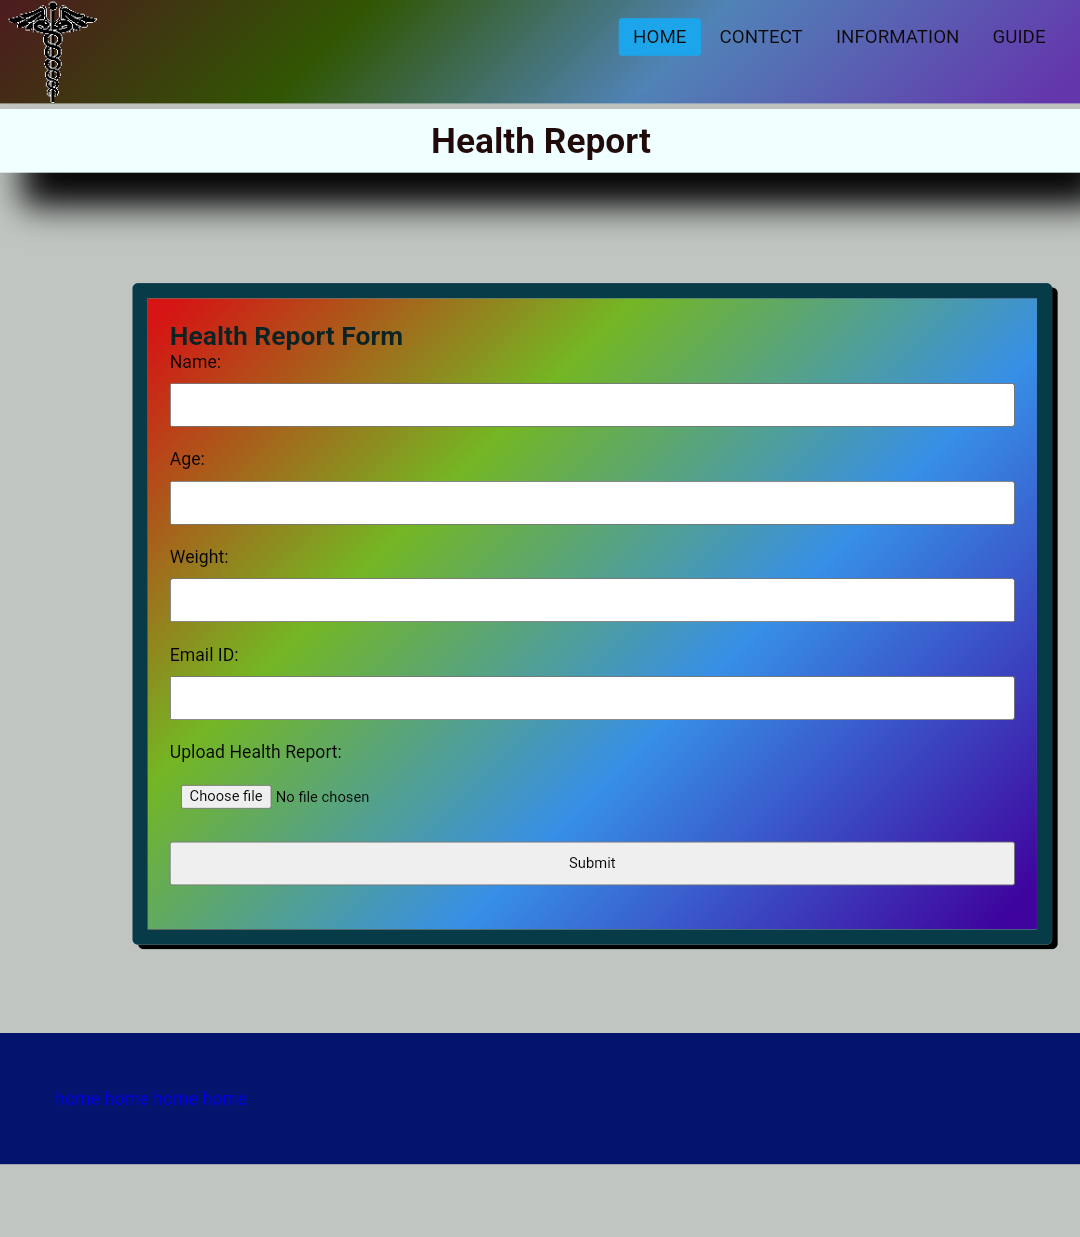 HOME CONTECT INFORMATION GUIDE
Health Report
Health Report Form
Name:
Age:
Weight:
Email ID:
Upload Health Report:
Choose file No file chosen
Submit
home home home home